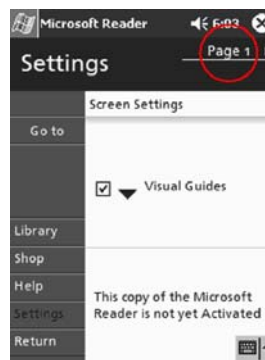 Microsoft Reader 6:03
Settings
Page 1
Screen Settings
Go to
Visual Guides
Library
Shop
Help
Settings
Return
This copy of the Microsoft
Reader is not yet Activated